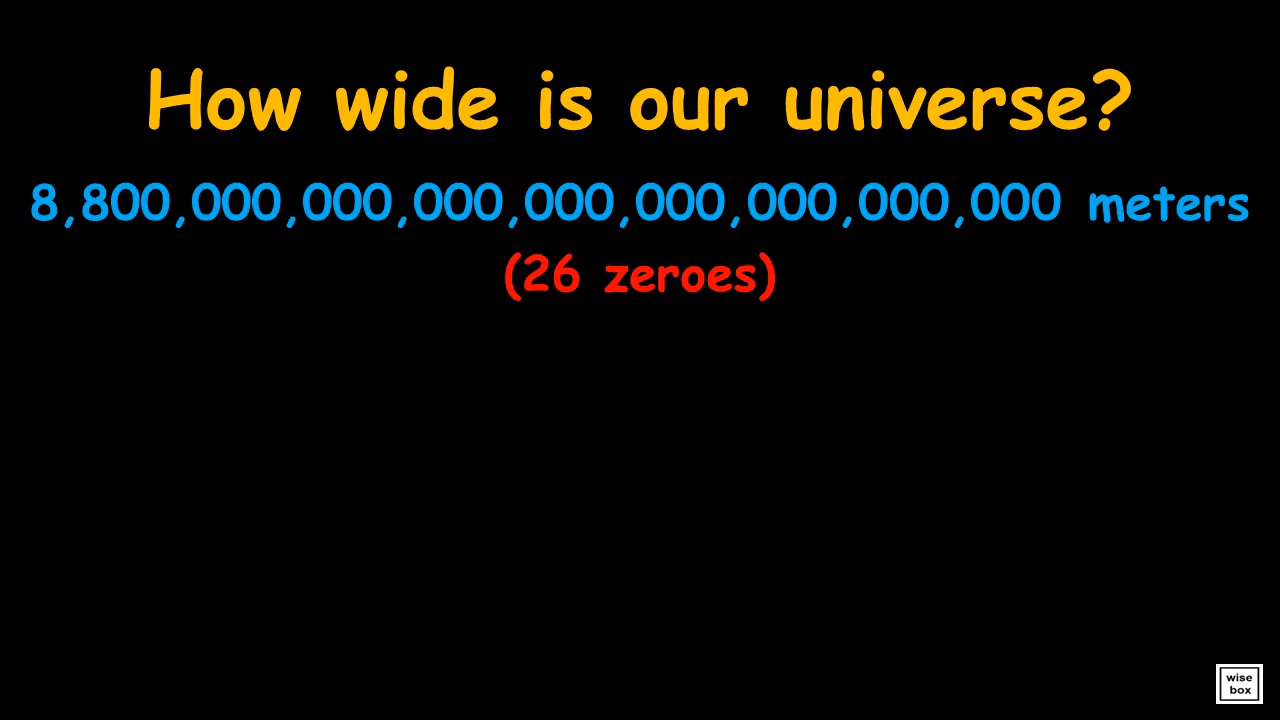 How wide is our universe?
8,800,000,000,000,000,000,000,000,000 meters
(26 zeroes)
wise
box